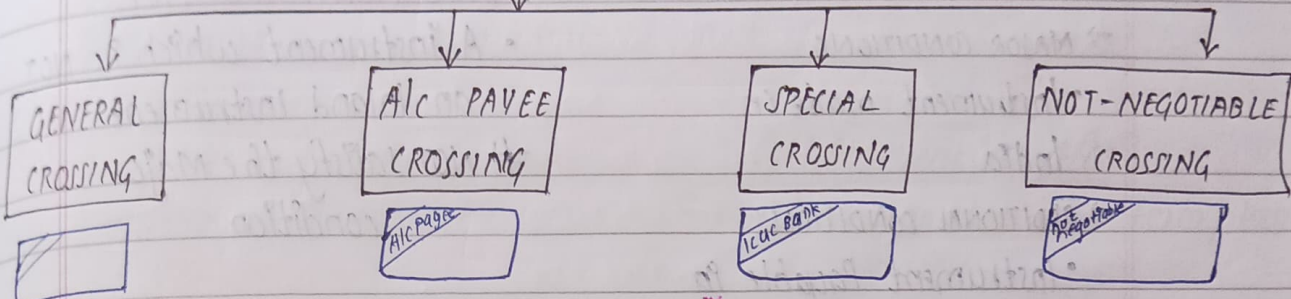 GENERAL
CROSSING
A/C PAYEE
CROSSING
SPECIAL
CROSSING
NOT-NEGOTIABLE
CROSSING
A/C Payee
ICICI Bank
not
negotiable